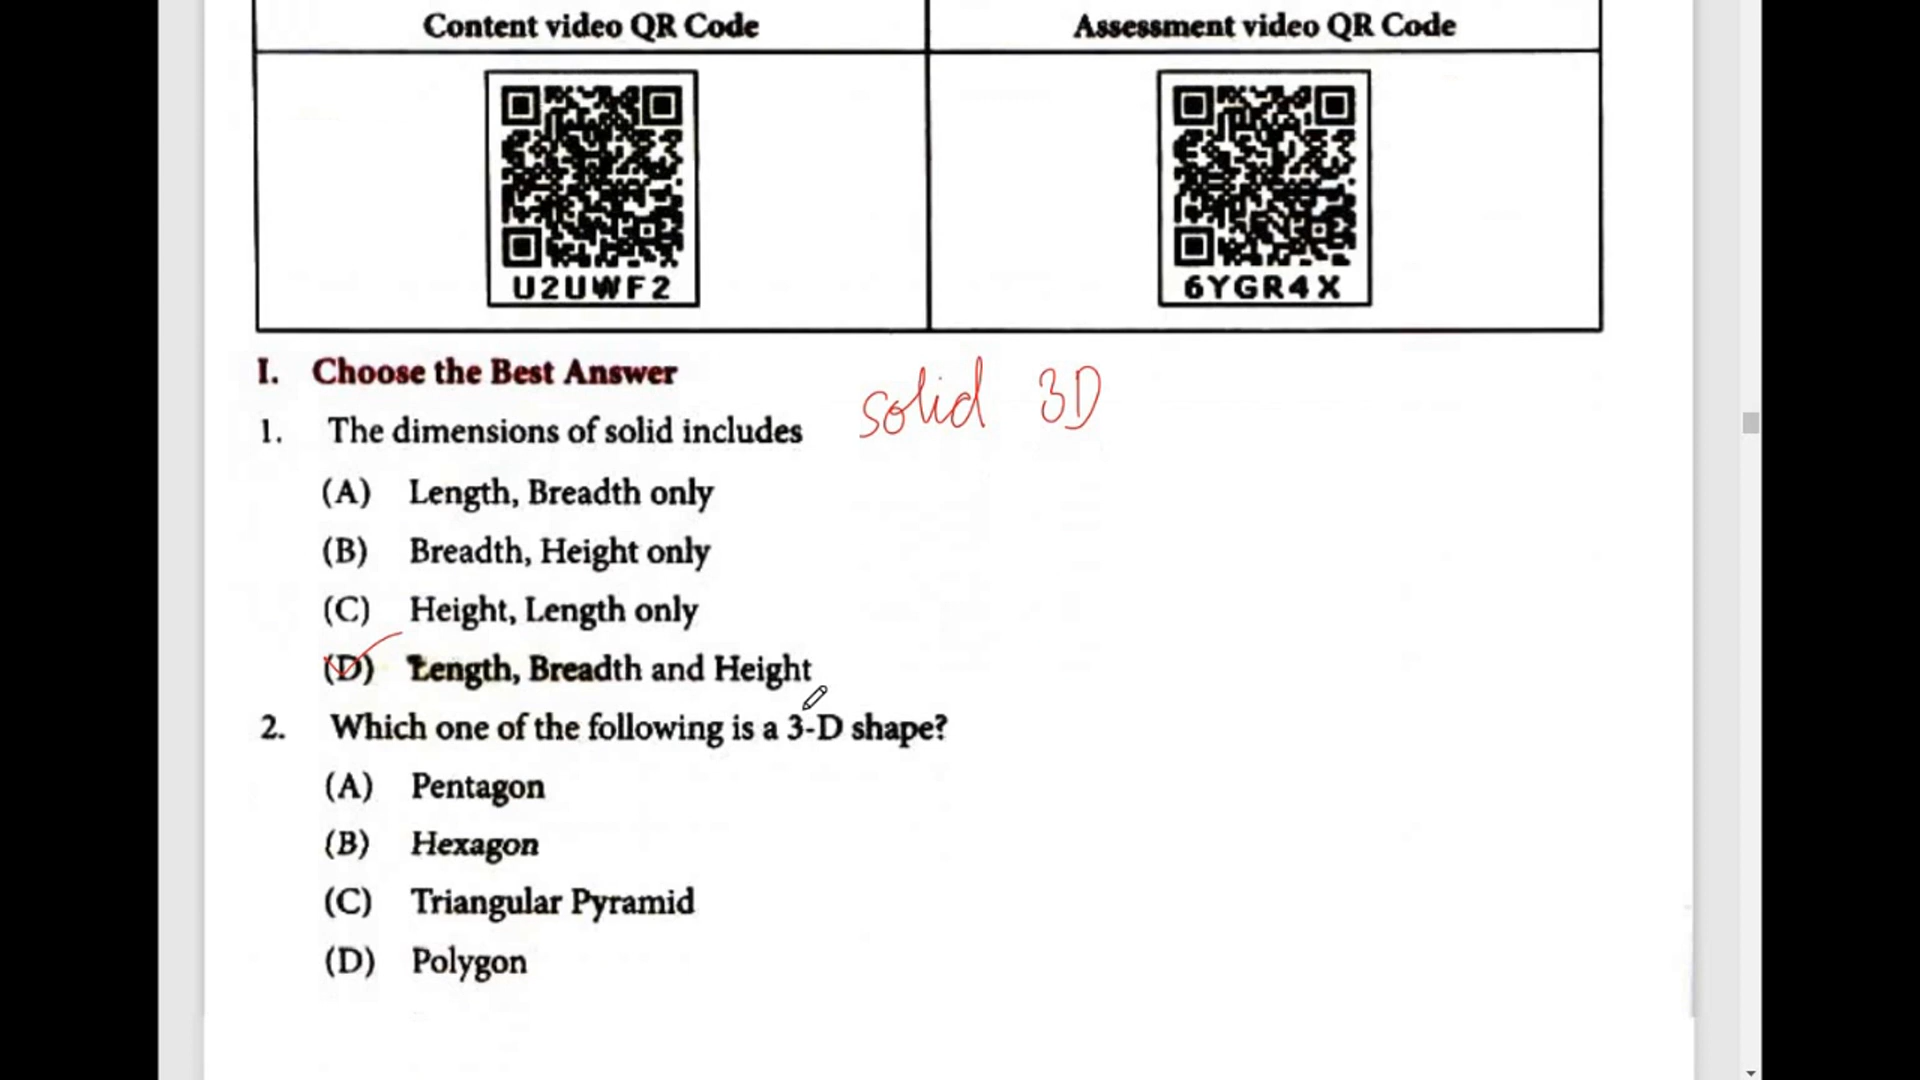 Content video QR Code
Assessment video QR Code
U2UWF2
6YGR4X
I. Choose the Best Answer
solid 3D
1. The dimensions of solid includes
(A) Length, Breadth only
(B) Breadth, Height only
(C) Height, Length only
(D) Length, Breadth and Height
2. Which one of the following is a 3-D shape?
(A) Pentagon
(B) Hexagon
(C) Triangular Pyramid
(D) Polygon